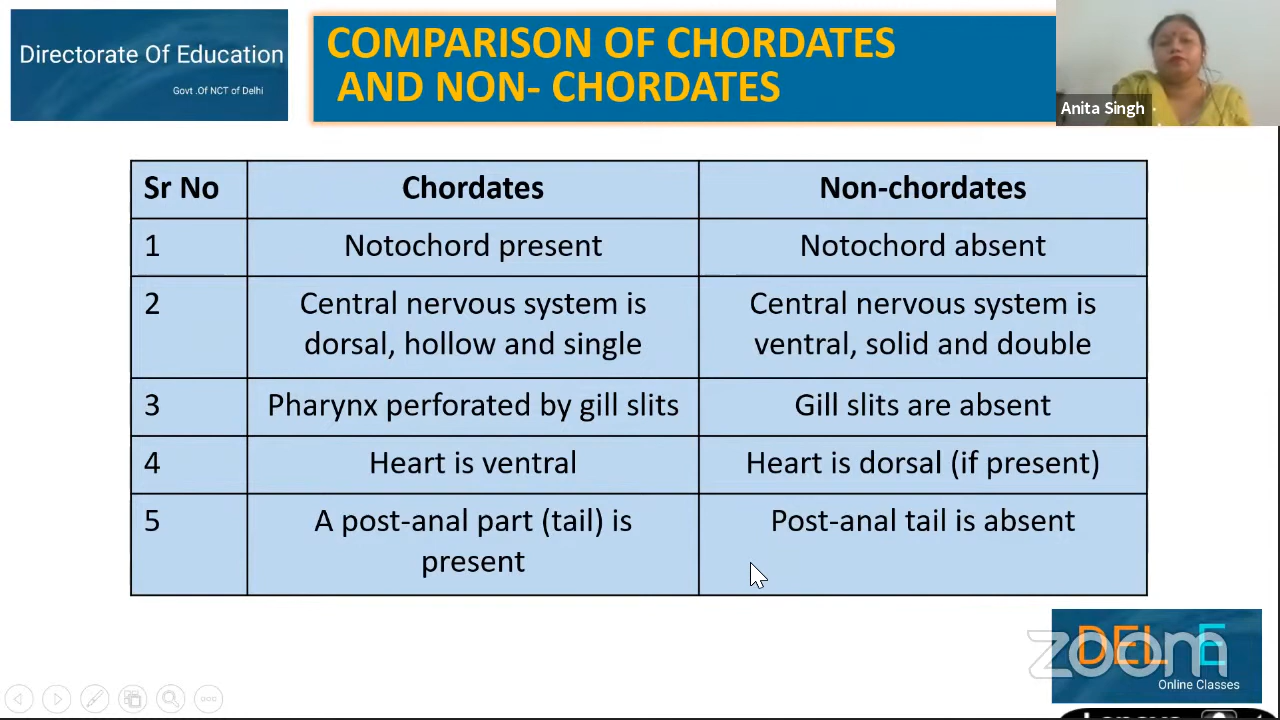 Directorate Of Education
Govt .Of NCT of Delhi
COMPARISON OF CHORDATES
AND NON- CHORDATES
Anita Singh
Sr No Chordates Non-chordates
1 Notochord present Notochord absent
2 Central nervous system is Central nervous system is
dorsal, hollow and single ventral, solid and double
3 Pharynx perforated by gill slits Gill slits are absent
4 Heart is ventral Heart is dorsal (if present)
5 A post-anal part (tail) is Post-anal tail is absent
present
DEL E
zoom
Online Classes